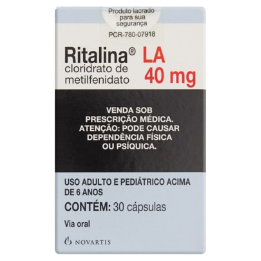 Produto lacrado
para sua
segurança
PCR-780-07918
Ritalina® LA
cloridrato de
metilfenidato
40 mg
VENDA SOB
PRESCRIÇÃO MÉDICA.
ATENÇÃO: PODE CAUSAR
DEPENDÊNCIA FÍSICA
OU PSÍQUICA.
USO ADULTO E PEDIÁTRICO ACIMA
DE 6 ANOS
CONTÉM: 30 cápsulas
Via oral
NOVARTIS